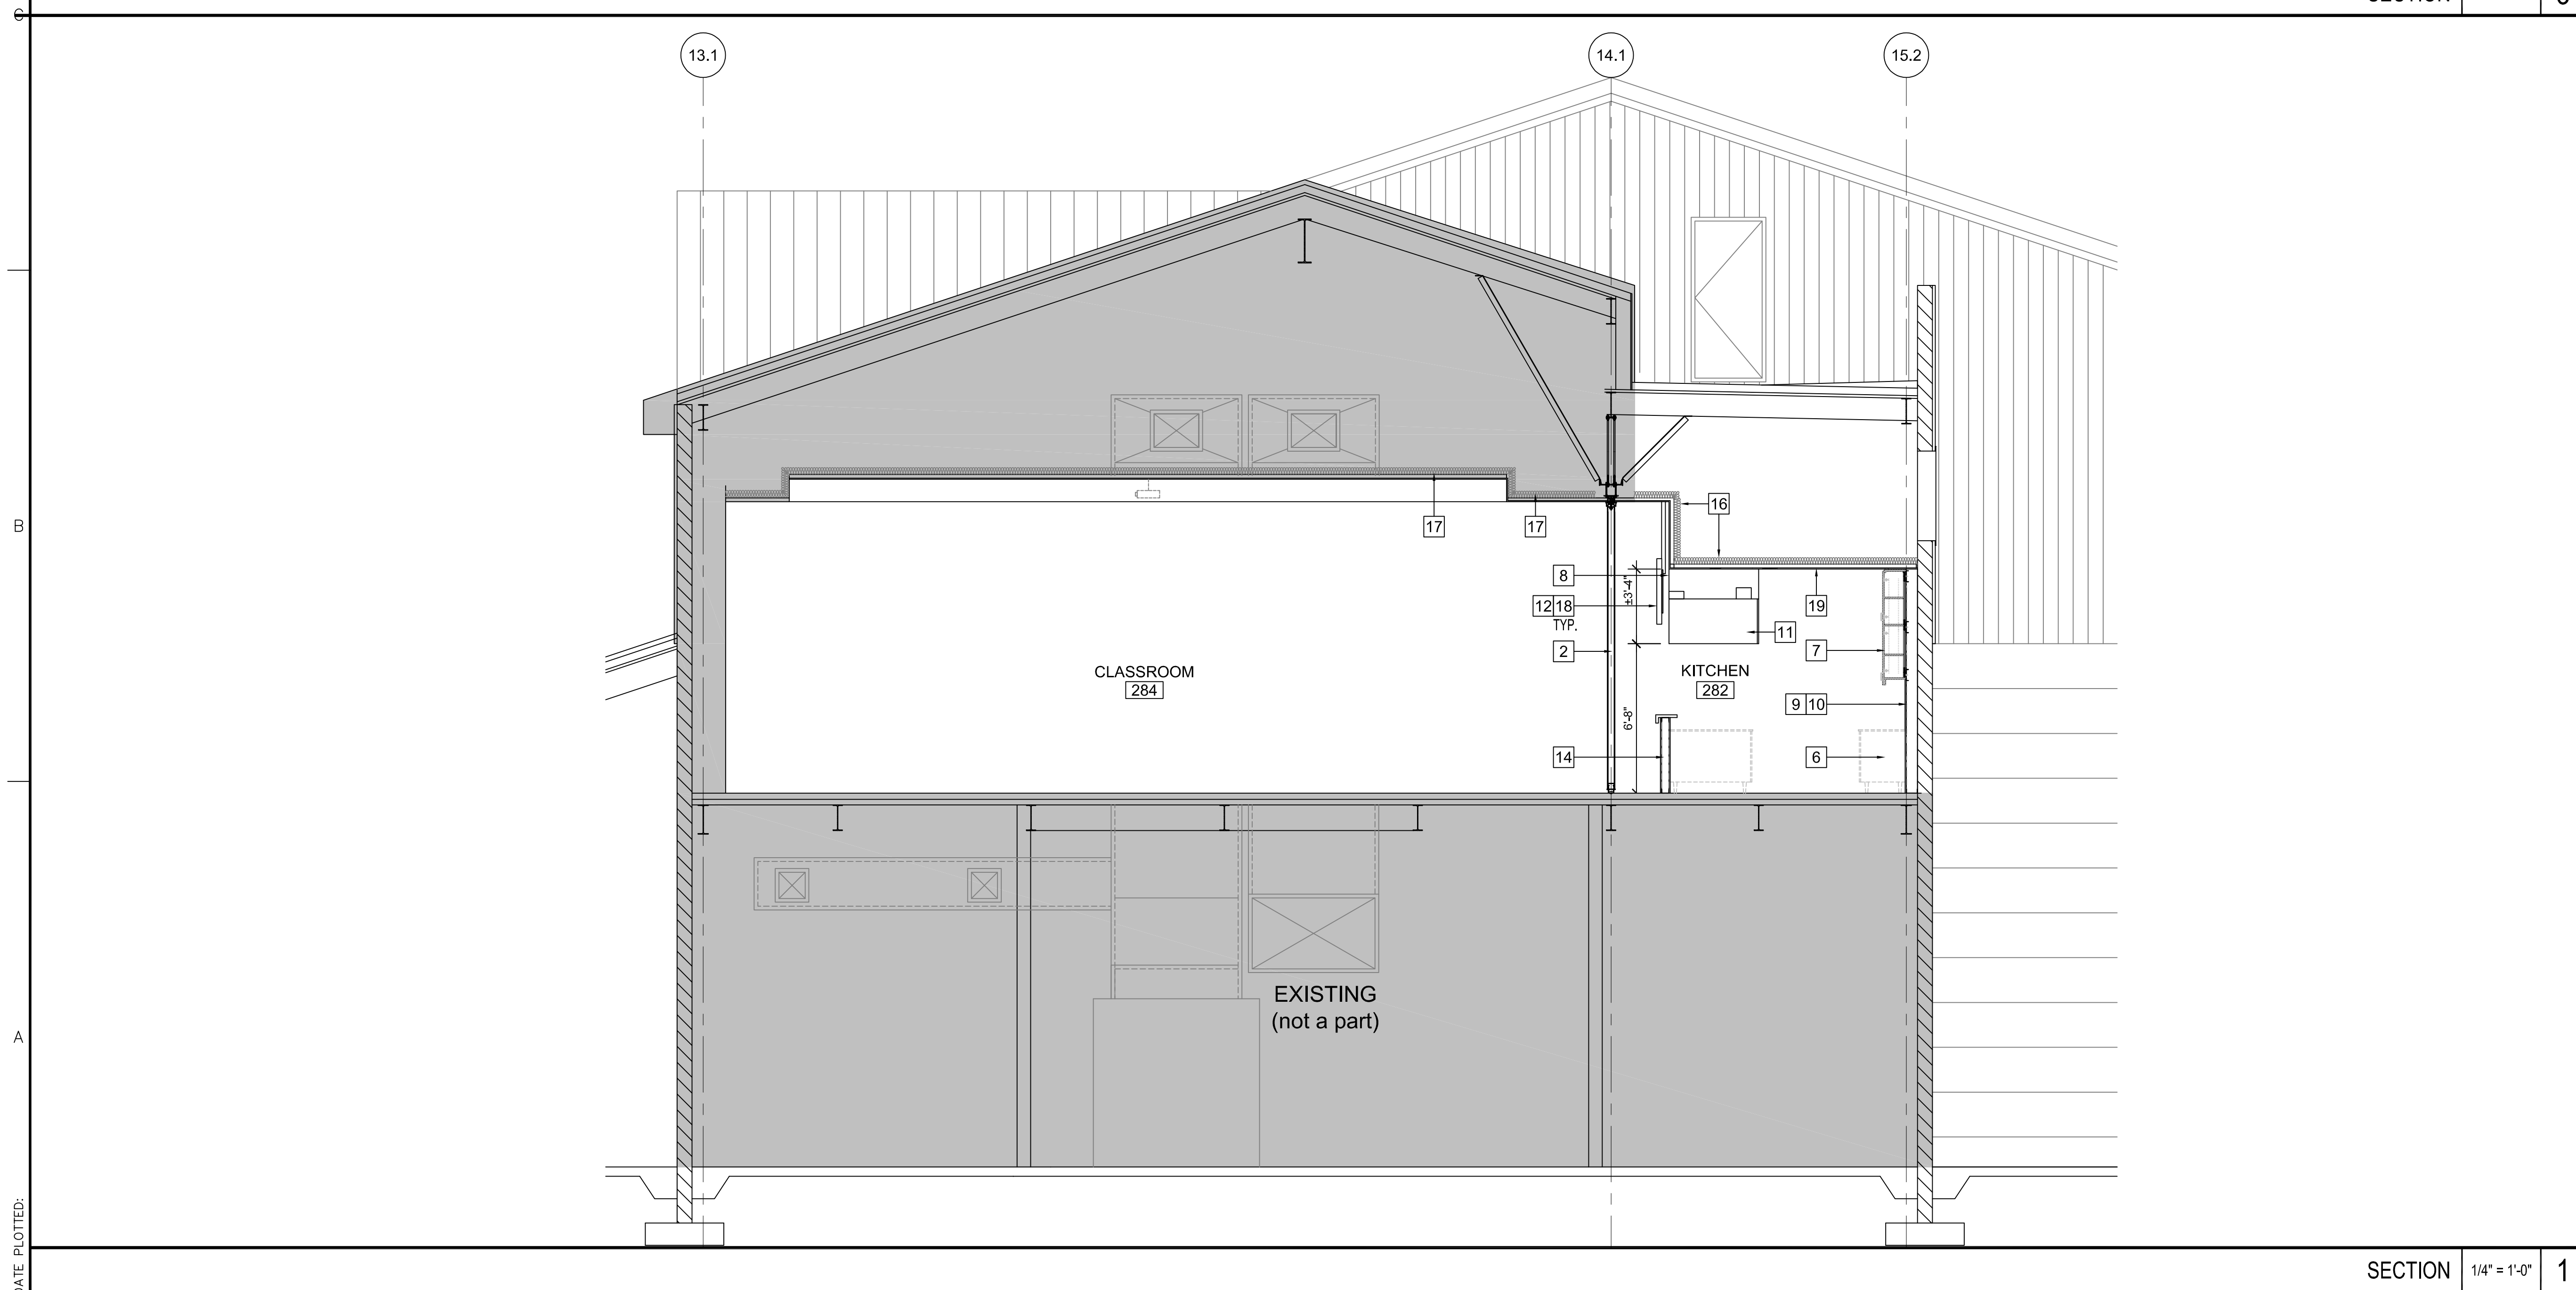 C
13.1
14.1
15.2
B
17
17
16
8
±3'-4"
12 18
19
TYP.
11
2
7
CLASSROOM
284
KITCHEN
282
9 10
6'-8"
14
6
EXISTING
(not a part)
A
DATE PLOTTED:
SECTION
1/4" = 1'-0"
1